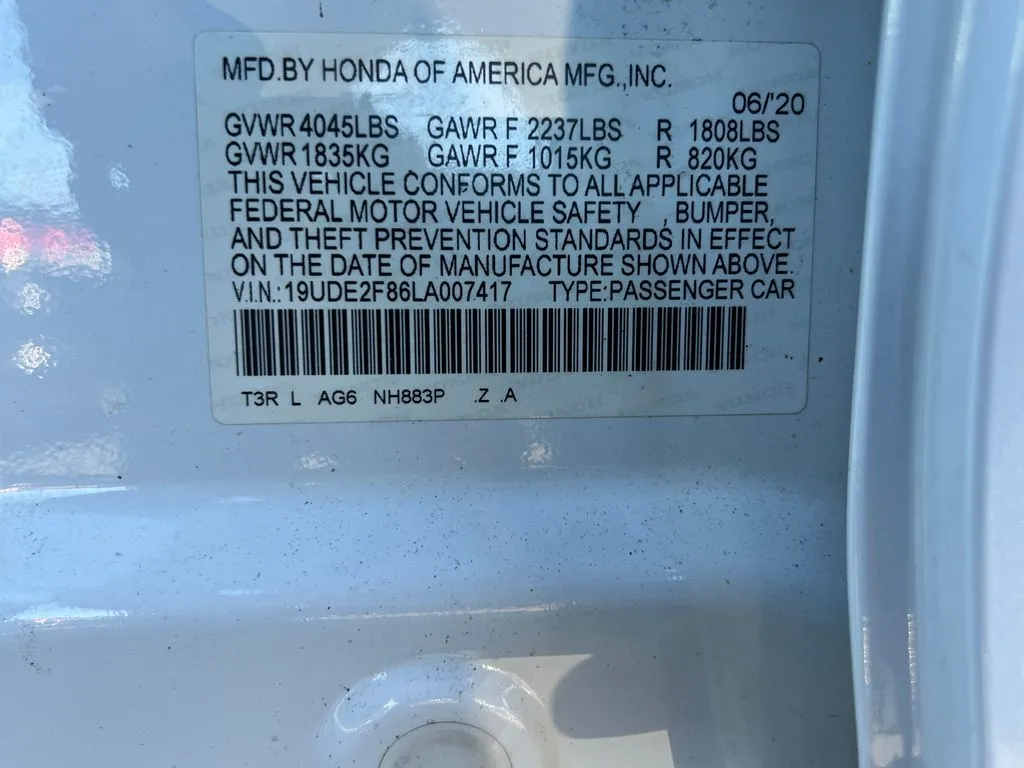 MFD.BY HONDA OF AMERICA MFG.,INC.
06/'20
GVWR 4045LBS GAWR F 2237LBS R 1808LBS
GVWR 1835KG GAWR F 1015KG R 820KG
THIS VEHICLE CONFORMS TO ALL APPLICABLE
FEDERAL MOTOR VEHICLE SAFETY , BUMPER,
AND THEFT PREVENTION STANDARDS IN EFFECT
ON THE DATE OF MANUFACTURE SHOWN ABOVE.
V.I.N.:19UDE2F86LA007417 TYPE:PASSENGER CAR
T3R L AG6 NH883P .Z .A